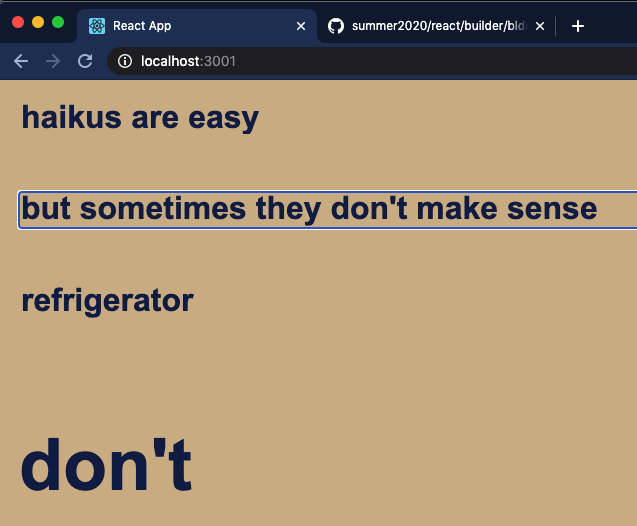 React App
summer2020/react/builder/bld
localhost:3001
haikus are easy
but sometimes they don't make sense
refrigerator
don't